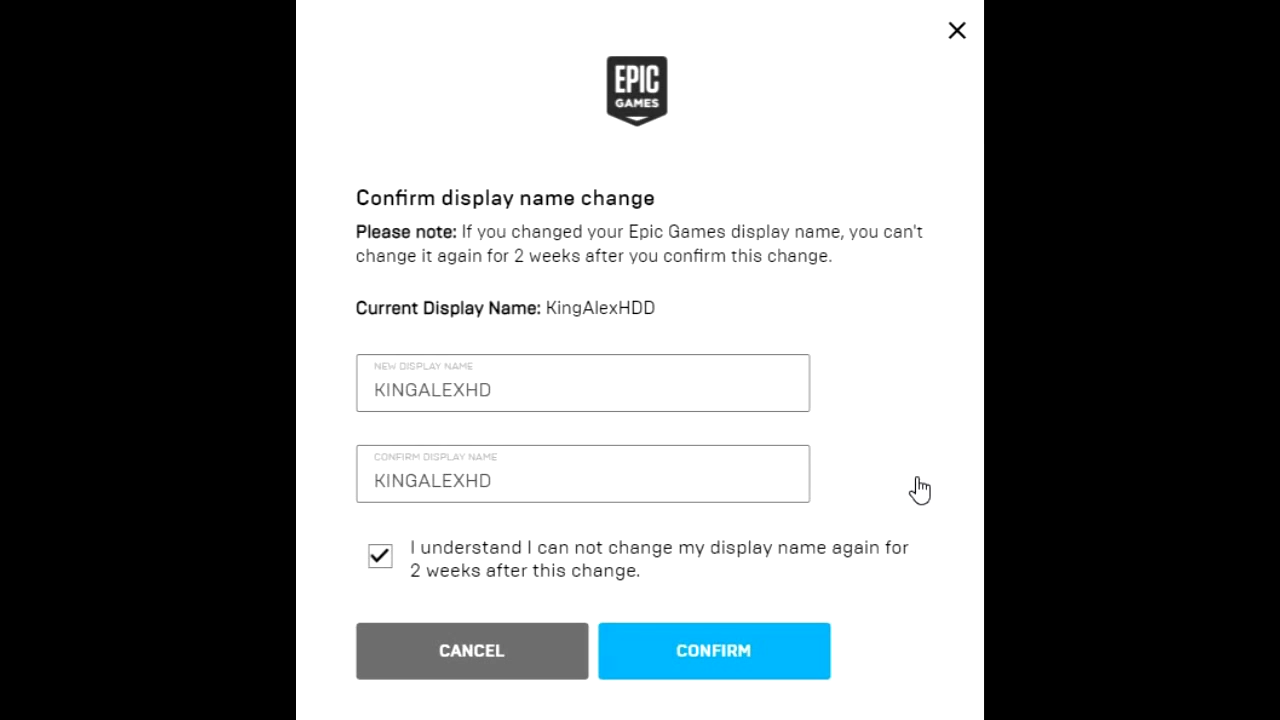 EPIC
GAMES
Confirm display name change
Please note: If you changed your Epic Games display name, you can't
change it again for 2 weeks after you confirm this change.
Current Display Name: KingAlexHDD
NEW DISPLAY NAME
KINGALEXHD
CONFIRM DISPLAY NAME
KINGALEXHD
I understand I can not change my display name again for
2 weeks after this change.
CANCEL
CONFIRM